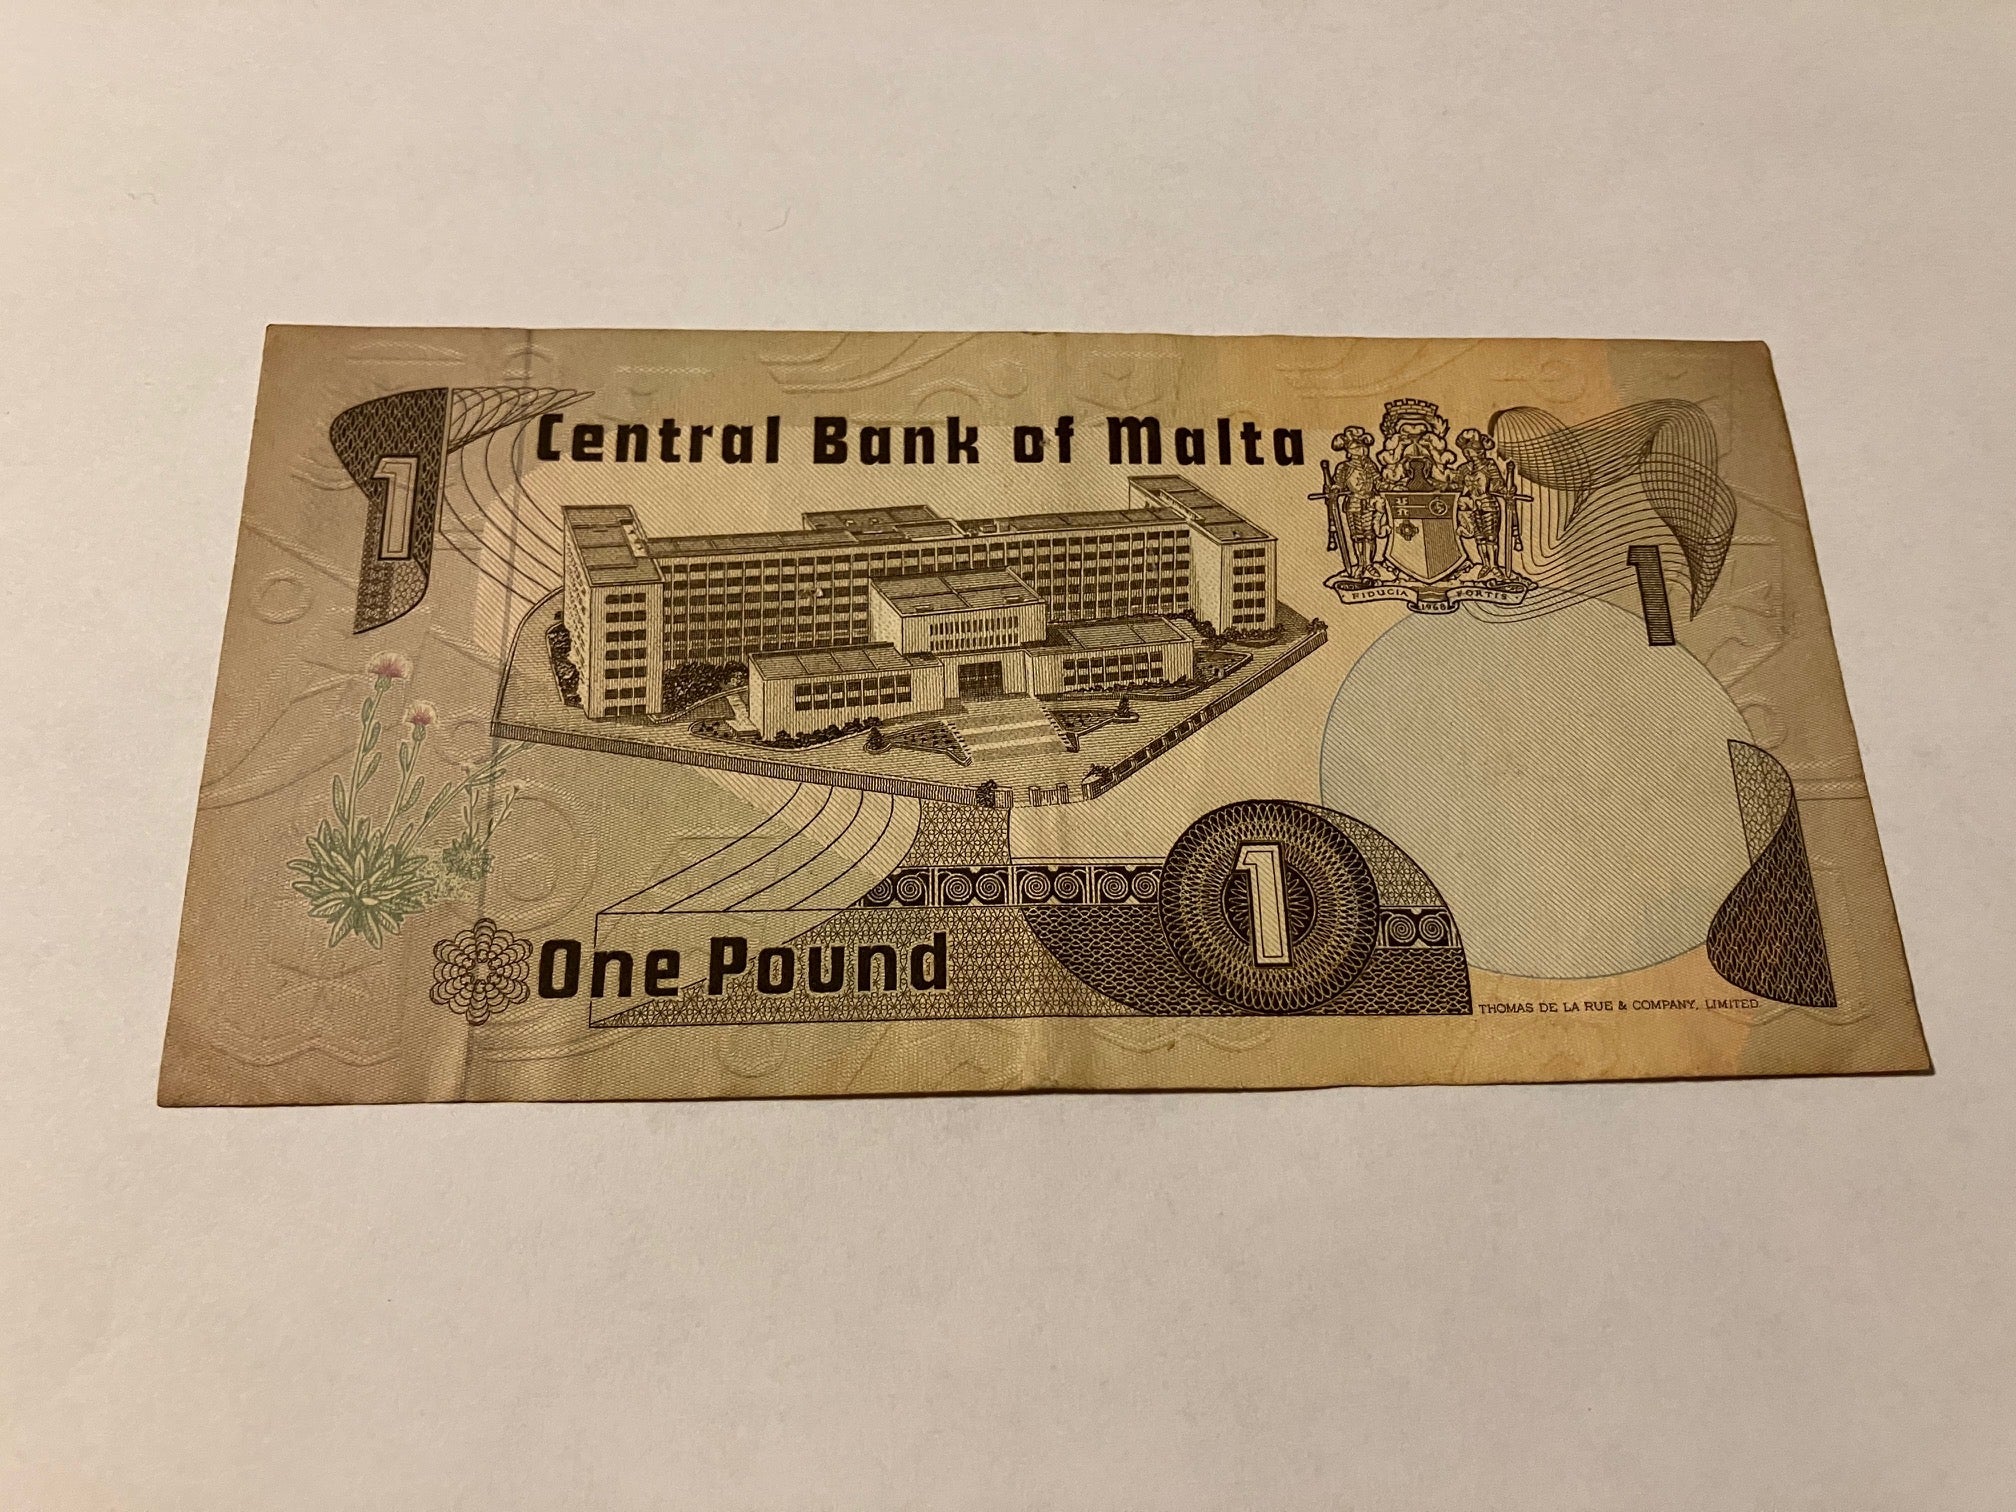 1
Central Bank of Malta
FIDUCIA 1968 FORTIS
1
1
One Pound
THOMAS DE LA RUE & COMPANY, LIMITED